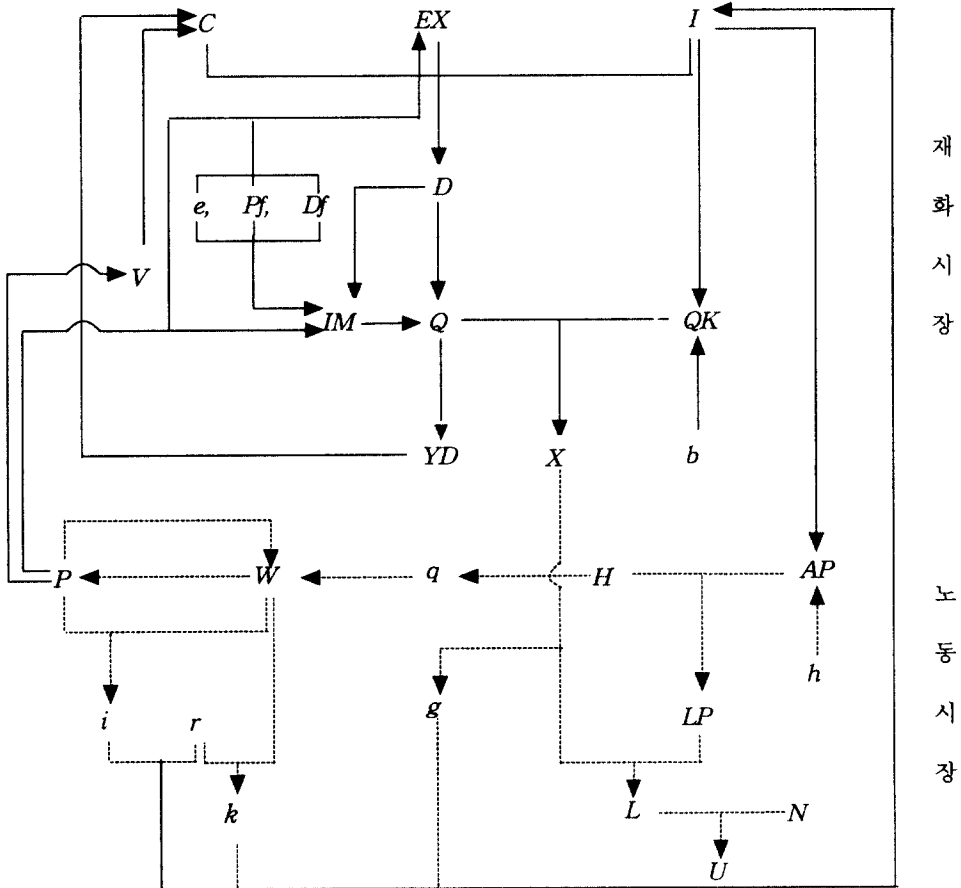 C EX I
D
e, Pf, Df
V
IM Q QK
YD X b
P W q H AP
h
i r g LP
k L N
U
재화시장
노동시장